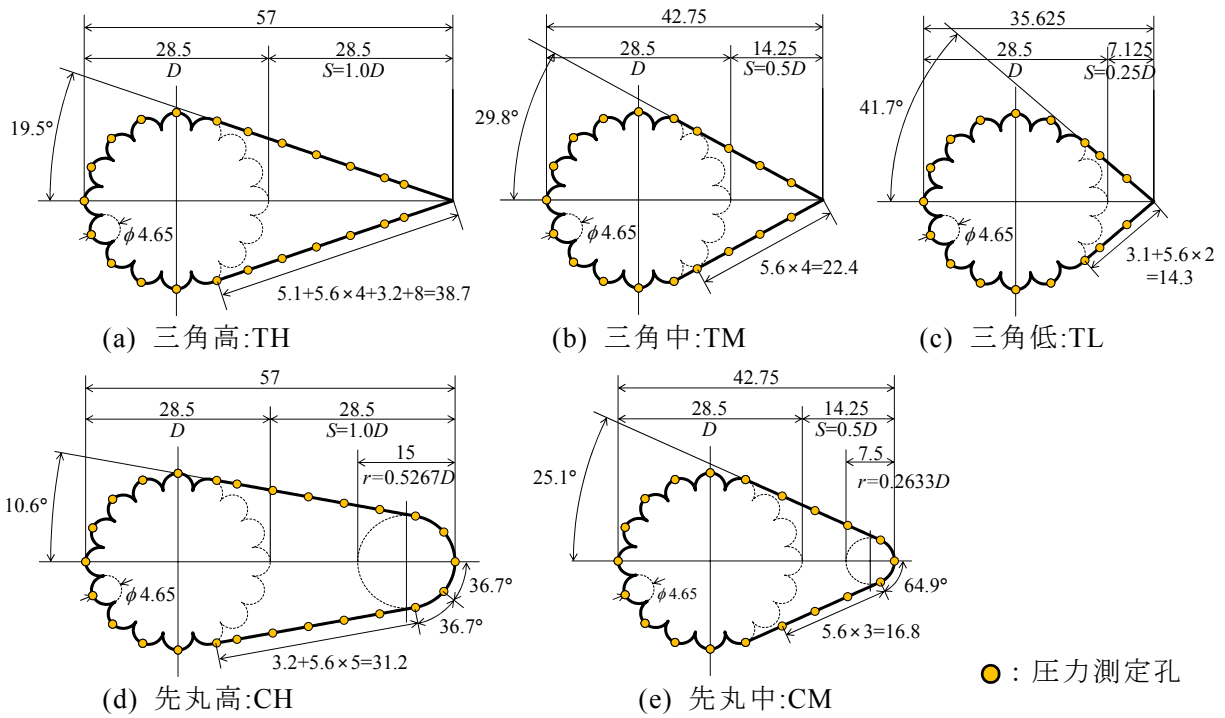 57
28.5 28.5
D S=1.0D
19.5°
φ4.65
5.1+5.6×4+3.2+8=38.7
(a) 三角高:TH
42.75
28.5 14.25
D S=0.5D
29.8°
φ4.65
5.6×4=22.4
(b) 三角中:TM
35.625
28.5 7.125
D S=0.25D
41.7°
φ4.65
3.1+5.6×2
=14.3
(c) 三角低:TL
57
28.5 28.5
D S=1.0D
15
r=0.5267D
10.6°
φ4.65
36.7°
36.7°
3.2+5.6×5=31.2
(d) 先丸高:CH
42.75
28.5 14.25
D S=0.5D
7.5
r=0.2633D
25.1°
φ4.65
64.9°
5.6×3=16.8
(e) 先丸中:CM
: 圧力測定孔